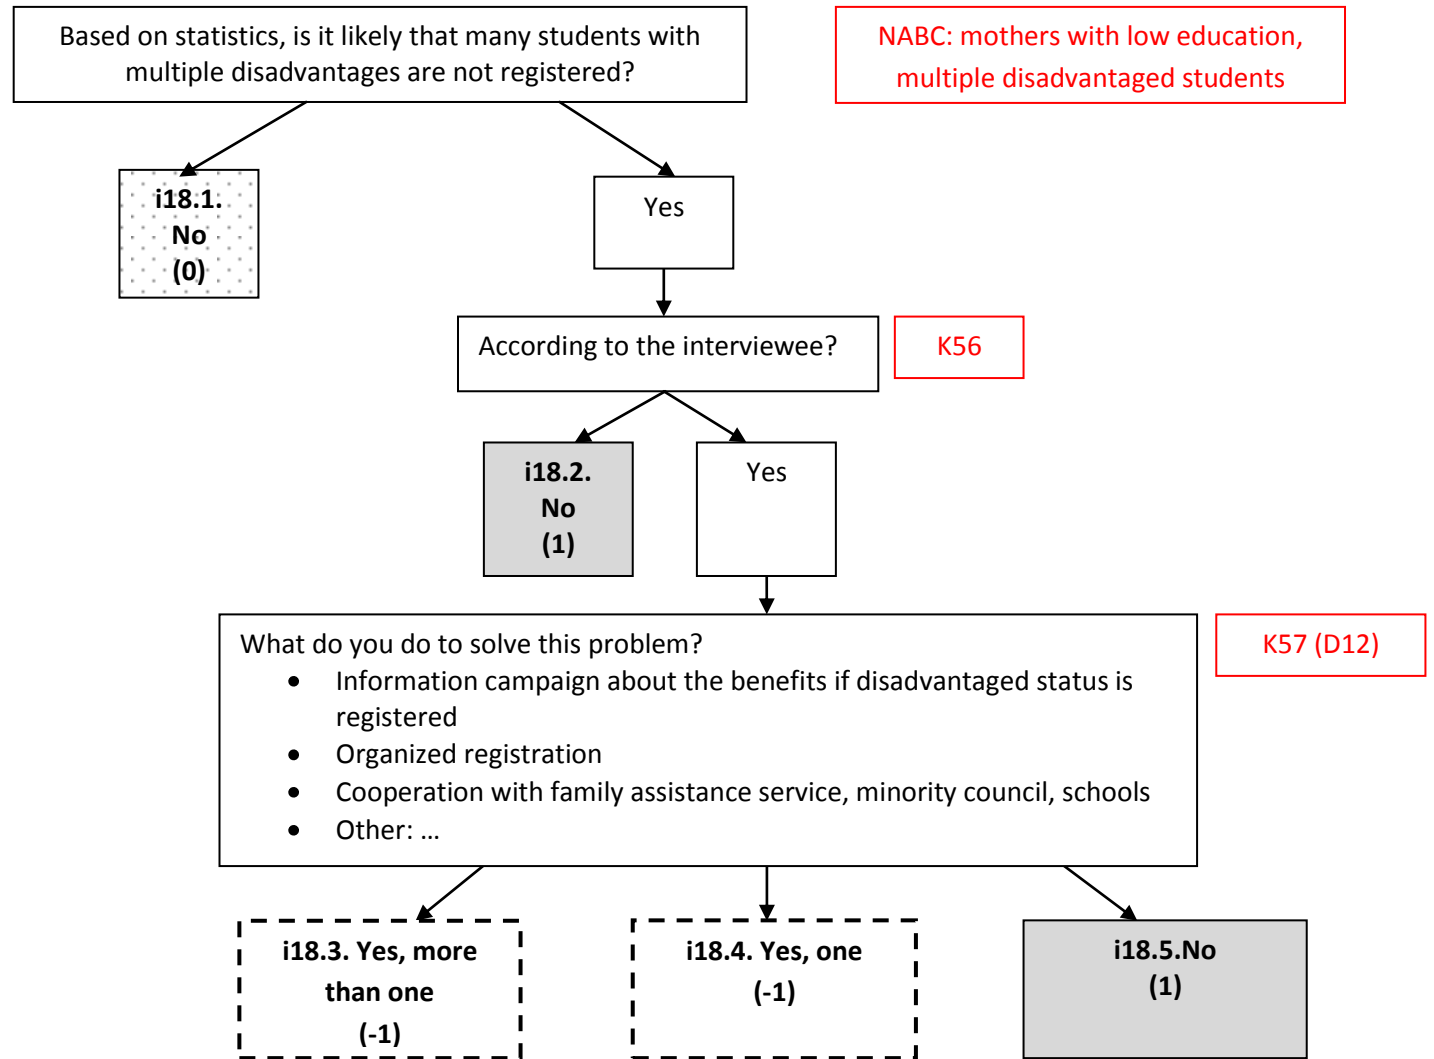 Based on statistics, is it likely that many students with
multiple disadvantages are not registered?
NABC: mothers with low education,
multiple disadvantaged students
i18.1.
No
(0)
Yes
According to the interviewee?
K56
i18.2.
No
(1)
Yes
What do you do to solve this problem?
• Information campaign about the benefits if disadvantaged status is
registered
• Organized registration
• Cooperation with family assistance service, minority council, schools
• Other: …
K57 (D12)
i18.3. Yes, more
than one
(-1)
i18.4. Yes, one
(-1)
i18.5.No
(1)